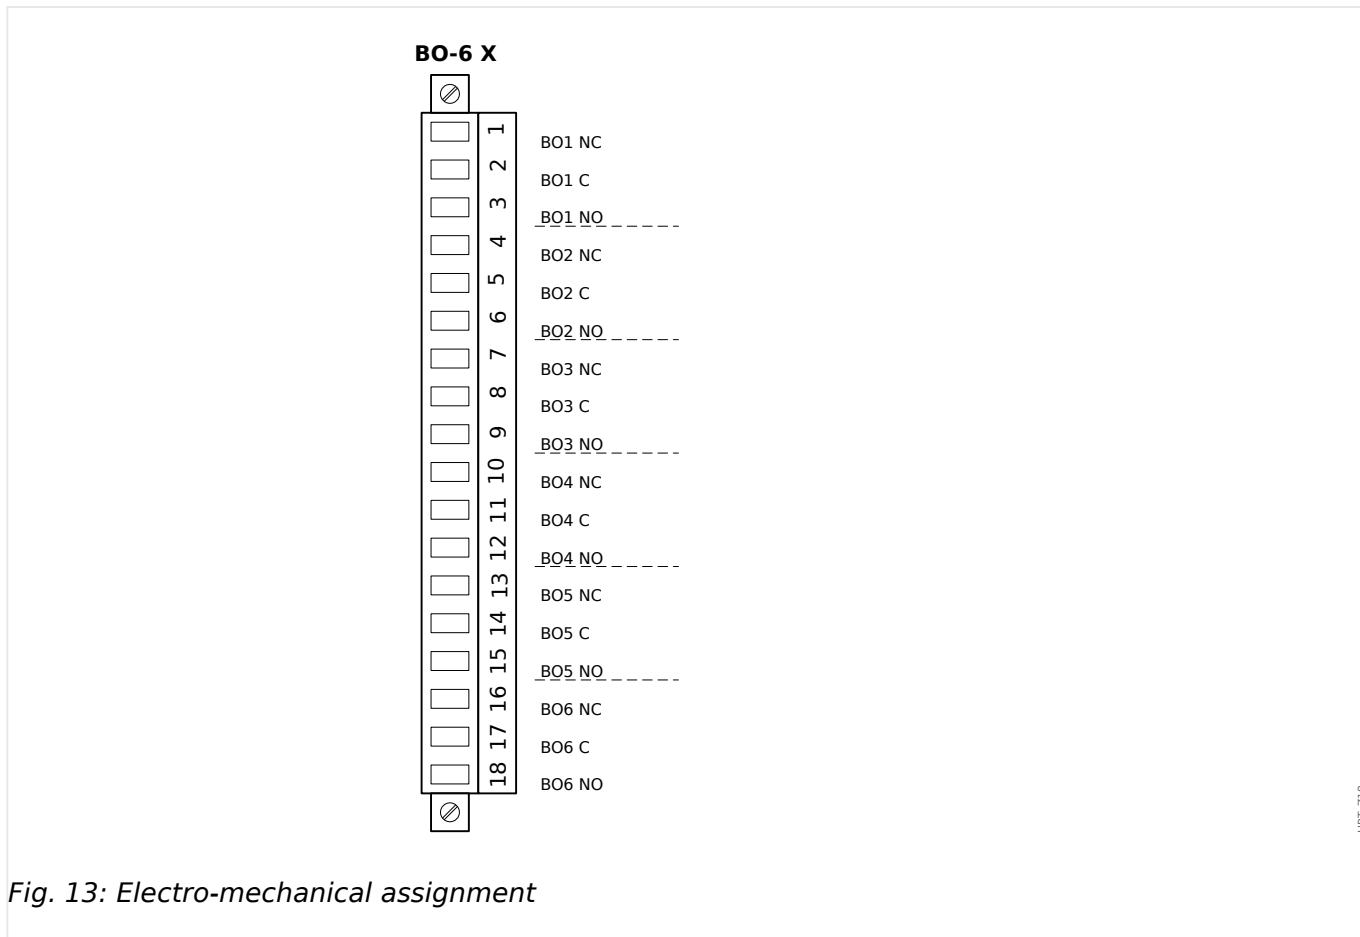 BO-6 X
1
BO1 NC
2
BO1 C
3
BO1 NO
4
BO2 NC
5
BO2 C
6
BO2 NO
7
BO3 NC
8
BO3 C
9
BO3 NO
10
BO4 NC
11
BO4 C
12
BO4 NO
13
BO5 NC
14
BO5 C
15
BO5 NO
16
BO6 NC
17
BO6 C
18
BO6 NO
Fig. 13: Electro-mechanical assignment